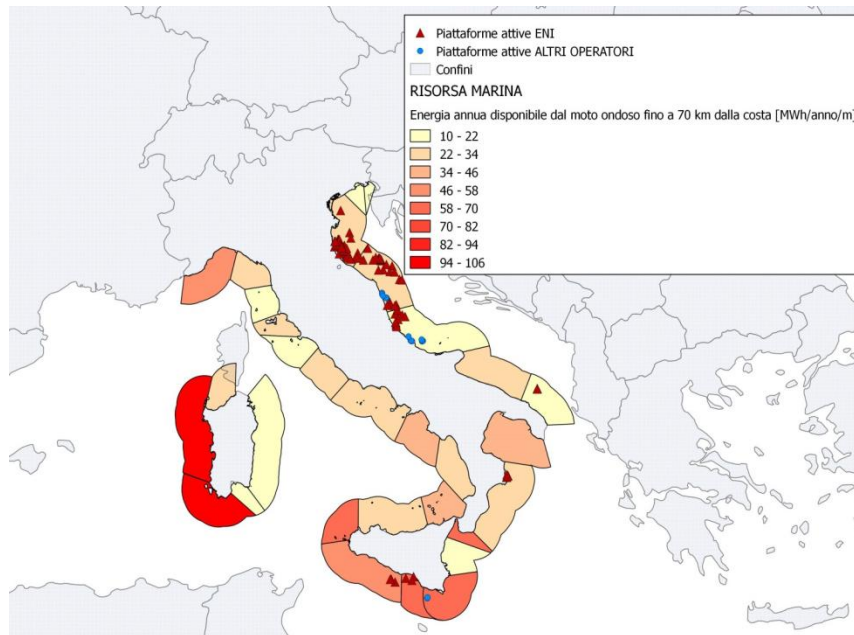 Piattaforme attive ENI
Piattaforme attive ALTRI OPERATORI
Confini
RISORSA MARINA
Energia annua disponibile dal moto ondoso fino a 70 km dalla costa [MWh/anno/m]
10 - 22
22 - 34
34 - 46
46 - 58
58 - 70
70 - 82
82 - 94
94 - 106